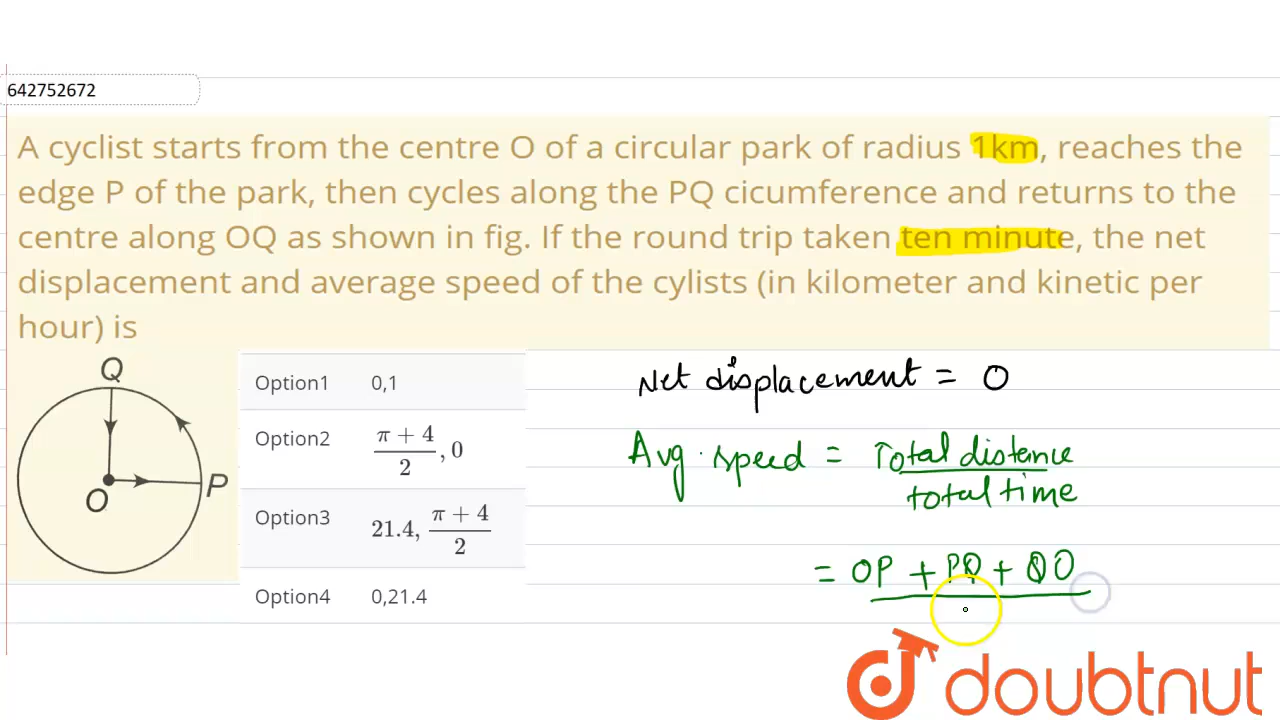 642752672
A cyclist starts from the centre O of a circular park of radius 1km, reaches the
edge P of the park, then cycles along the PQ cicumference and returns to the
centre along OQ as shown in fig. If the round trip taken ten minute, the net
displacement and average speed of the cylists (in kilometer and kinetic per
hour) is
Q
O
P
Option1 0,1
Option2 π + 4 / 2 , 0
Option3 21.4, π + 4 / 2
Option4 0,21.4
Net displacement = 0
Avg. speed = Total distance
total time
= OP + PQ + QO
doubtnut